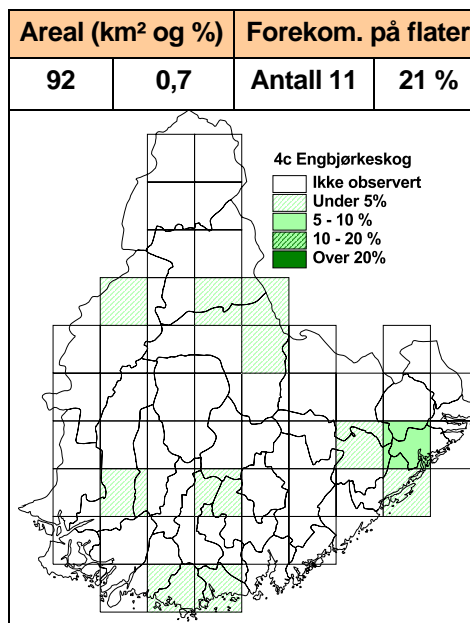 Areal (km² og %) Forekom. på flater
92 0,7 Antall 11 21 %
4c Engbjørkeskog
Ikke observert
Under 5%
5 - 10 %
10 - 20 %
Over 20%